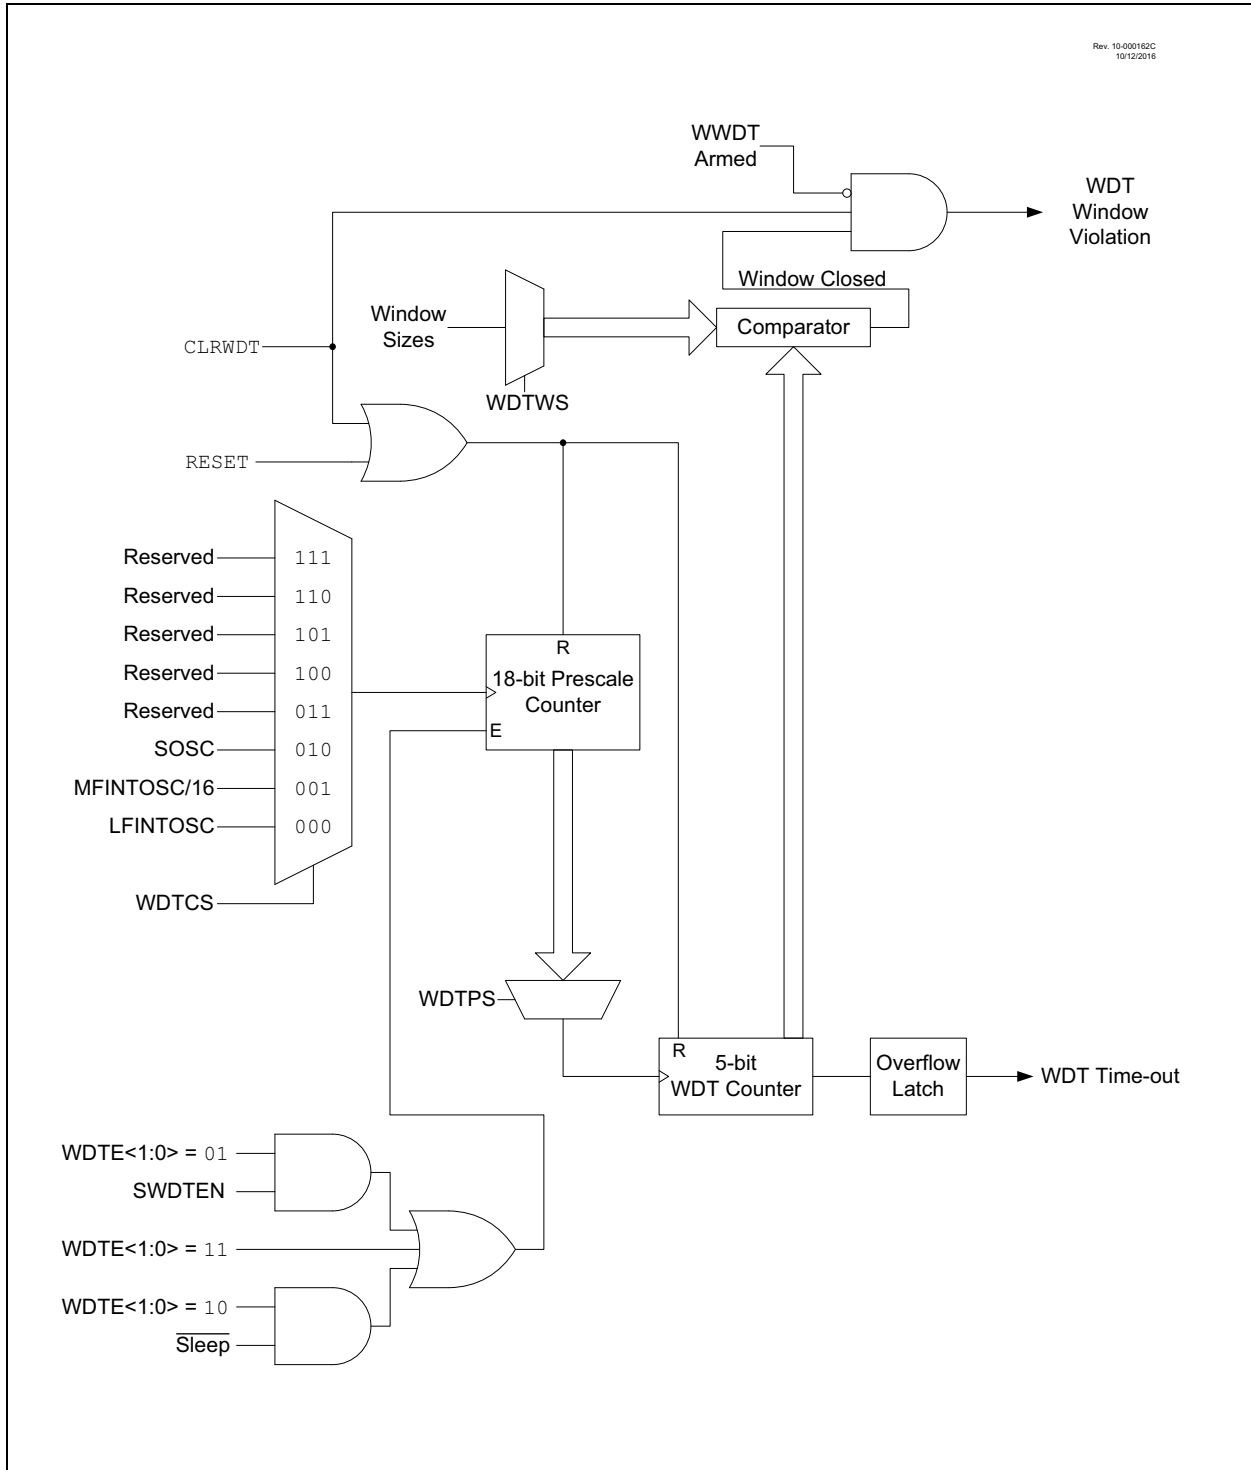 Rev. 10-000162C
10/12/2016
WWDT
Armed
WDT
Window
Violation
Window Closed
Window
Sizes
Comparator
CLRWDT
WDTWS
RESET
Reserved 111
Reserved 110
Reserved 101
Reserved 100
Reserved 011
SOSC 010
MFINTOSC/16 001
LFINTOSC 000
WDTCS
R
18-bit Prescale
Counter
E
WDTPS
R
5-bit
WDT Counter
Overflow
Latch
WDT Time-out
WDTE<1:0> = 01
SWDTEN
WDTE<1:0> = 11
WDTE<1:0> = 10
Sleep